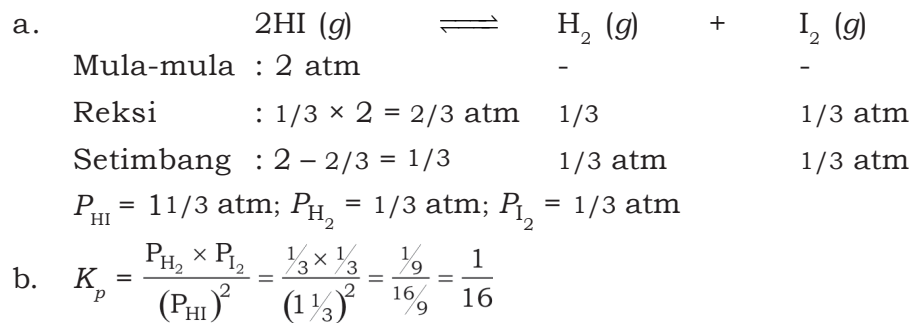 a. 2HI (g) ⇌ H₂ (g) + I₂ (g)
Mula-mula : 2 atm - -
Reksi : 1/3 × 2 = 2/3 atm 1/3 1/3 atm
Setimbang : 2 – 2/3 = 1/3 1/3 atm 1/3 atm
P_HI = 11/3 atm; P_H₂ = 1/3 atm; P_I₂ = 1/3 atm
b. K_p = (P_H₂ × P_I₂)/(P_HI)² = (1/3 × 1/3)/(1 1/3)² = (1/9)/(16/9) = 1/16